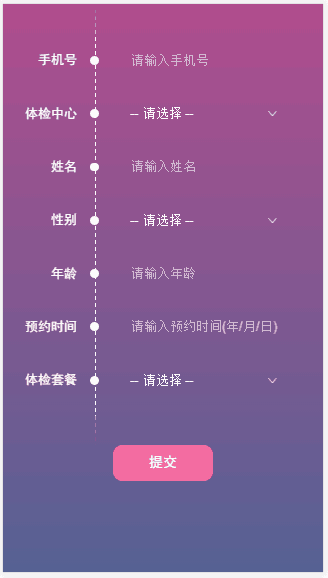 手机号 请输入手机号
体检中心 -- 请选择 --
姓名 请输入姓名
性别 -- 请选择 --
年龄 请输入年龄
预约时间 请输入预约时间(年/月/日)
体检套餐 -- 请选择 --
提交